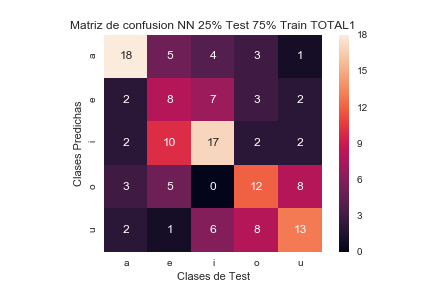 Matriz de confusion NN 25% Test 75% Train TOTAL1
Clases Predichas
a 18 5 4 3 1
e 2 8 7 3 2
i 2 10 17 2 2
o 3 5 0 12 8
u 2 1 6 8 13
a e i o u
Clases de Test
18
15
12
9
6
3
0